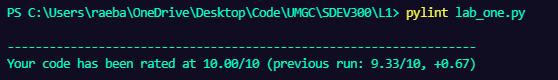 PS C:\Users\raeba\OneDrive\Desktop\Code\UMGC\SDEV300\L1> pylint lab_one.py
--------------------------------------------------------------------
Your code has been rated at 10.00/10 (previous run: 9.33/10, +0.67)